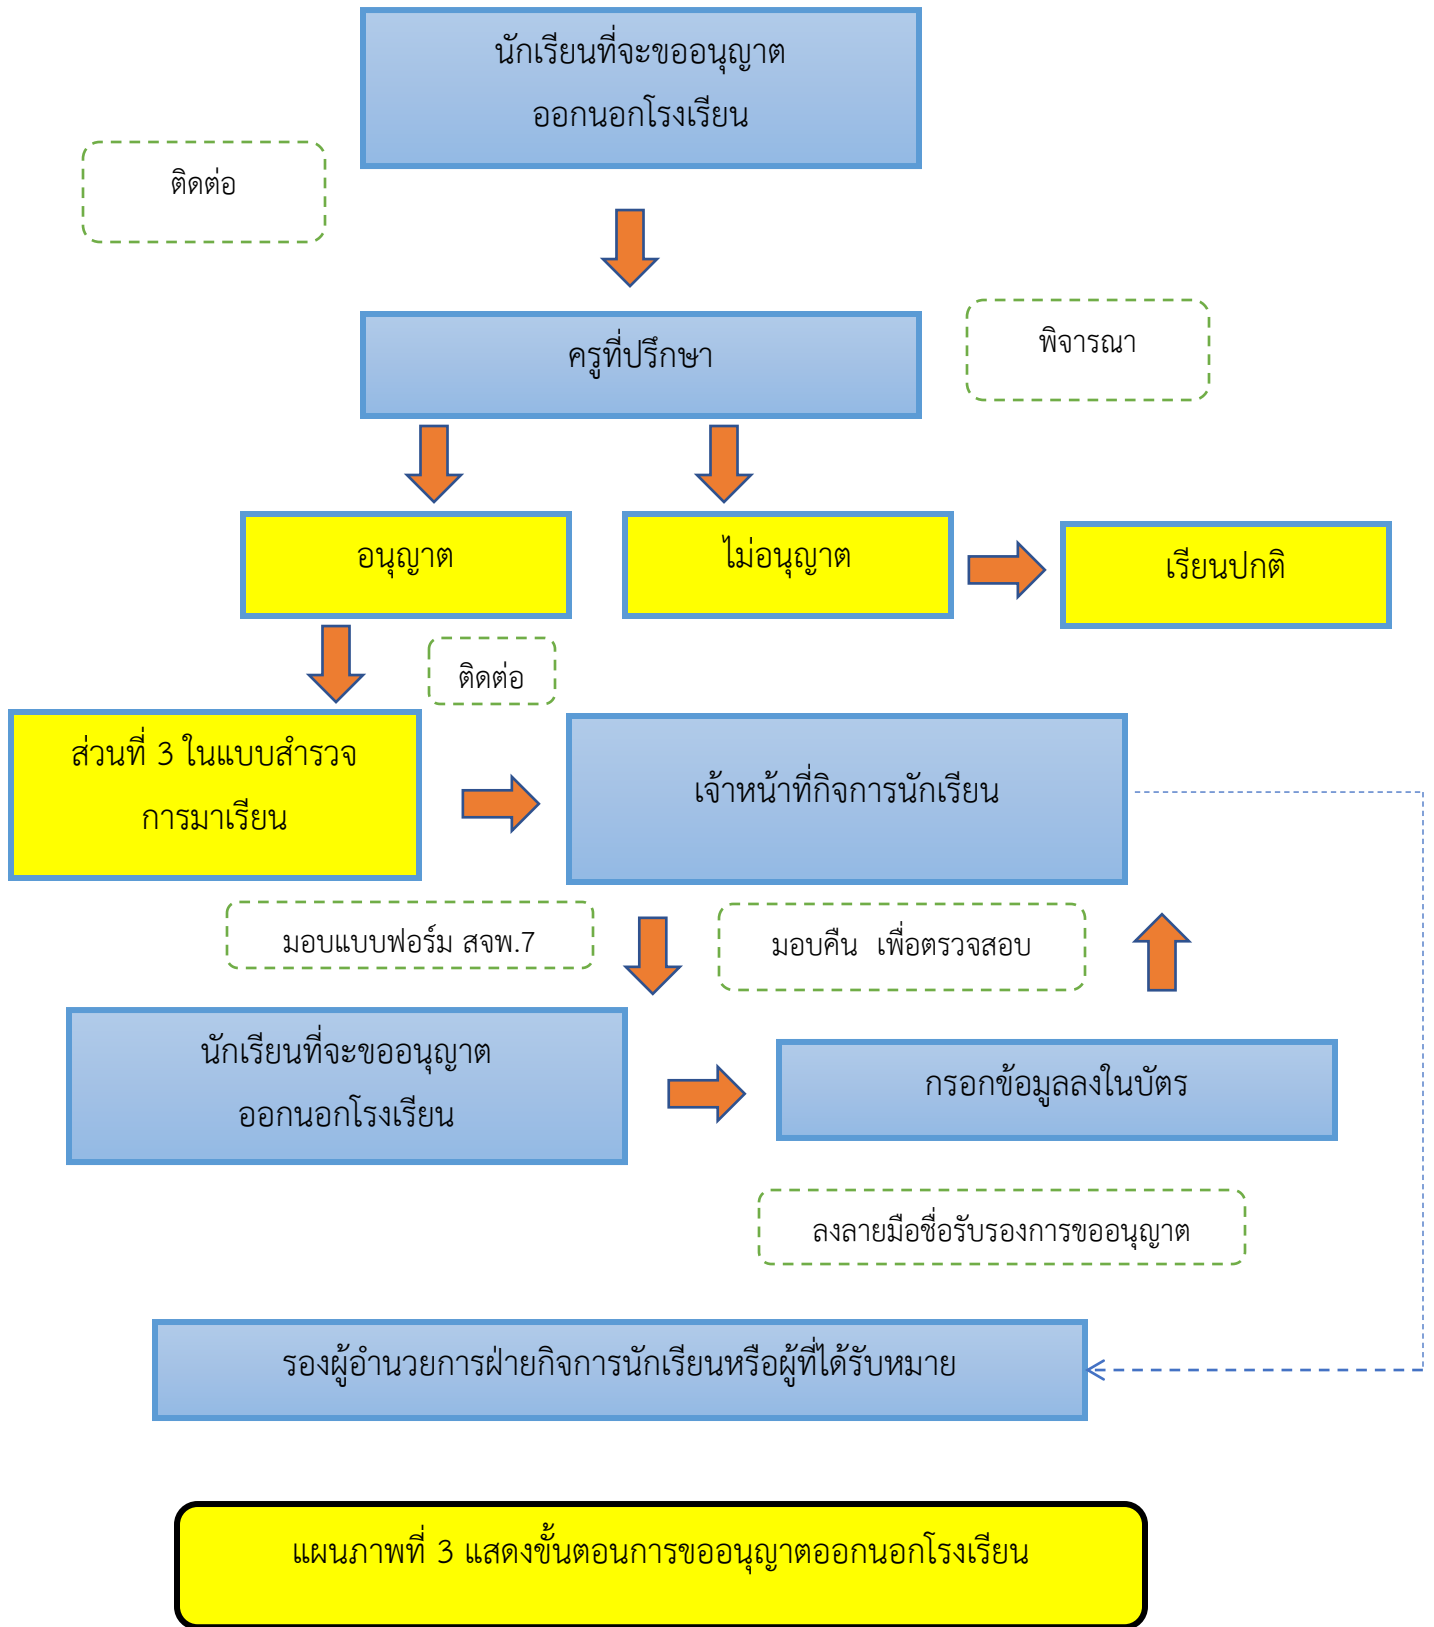 นักเรียนที่จะขออนุญาต
ออกนอกโรงเรียน
ติดต่อ
ครูที่ปรึกษา
พิจารณา
อนุญาต
ไม่อนุญาต
เรียนปกติ
ติดต่อ
ส่วนที่ 3 ในแบบสำรวจ
การมาเรียน
เจ้าหน้าที่กิจการนักเรียน
มอบแบบฟอร์ม สจพ.7
มอบคืน เพื่อตรวจสอบ
นักเรียนที่จะขออนุญาต
ออกนอกโรงเรียน
กรอกข้อมูลลงในบัตร
ลงลายมือชื่อรับรองการขออนุญาต
รองผู้อำนวยการฝ่ายกิจการนักเรียนหรือผู้ที่ได้รับหมาย
แผนภาพที่ 3 แสดงขั้นตอนการขออนุญาตออกนอกโรงเรียน